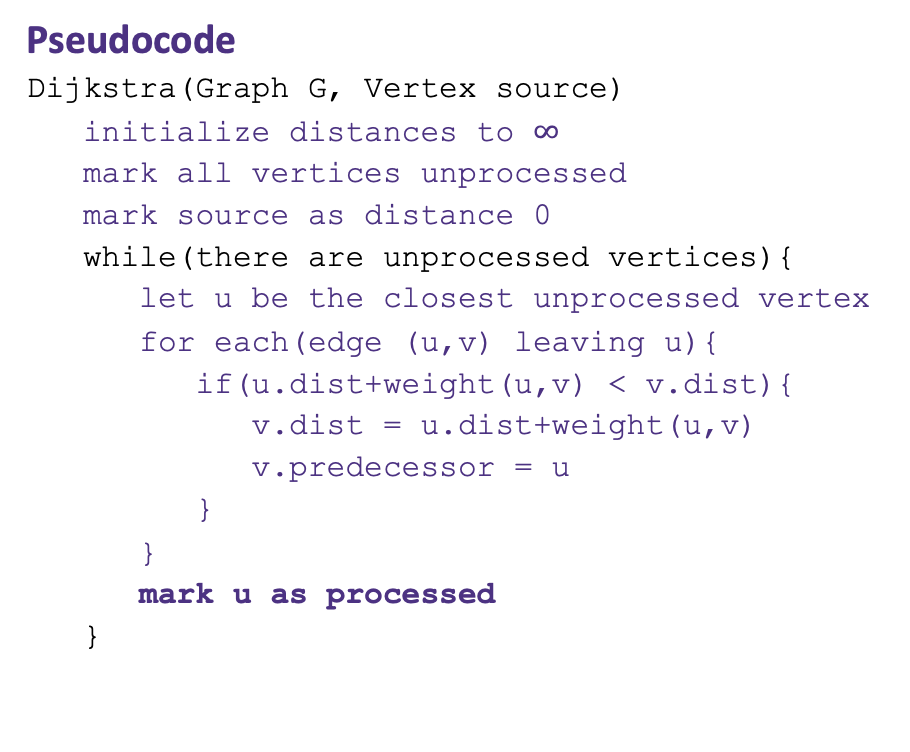 Pseudocode
Dijkstra(Graph G, Vertex source)
initialize distances to ∞
mark all vertices unprocessed
mark source as distance 0
while(there are unprocessed vertices){
let u be the closest unprocessed vertex
for each(edge (u,v) leaving u){
if(u.dist+weight(u,v) < v.dist){
v.dist = u.dist+weight(u,v)
v.predecessor = u
}
}
mark u as processed
}